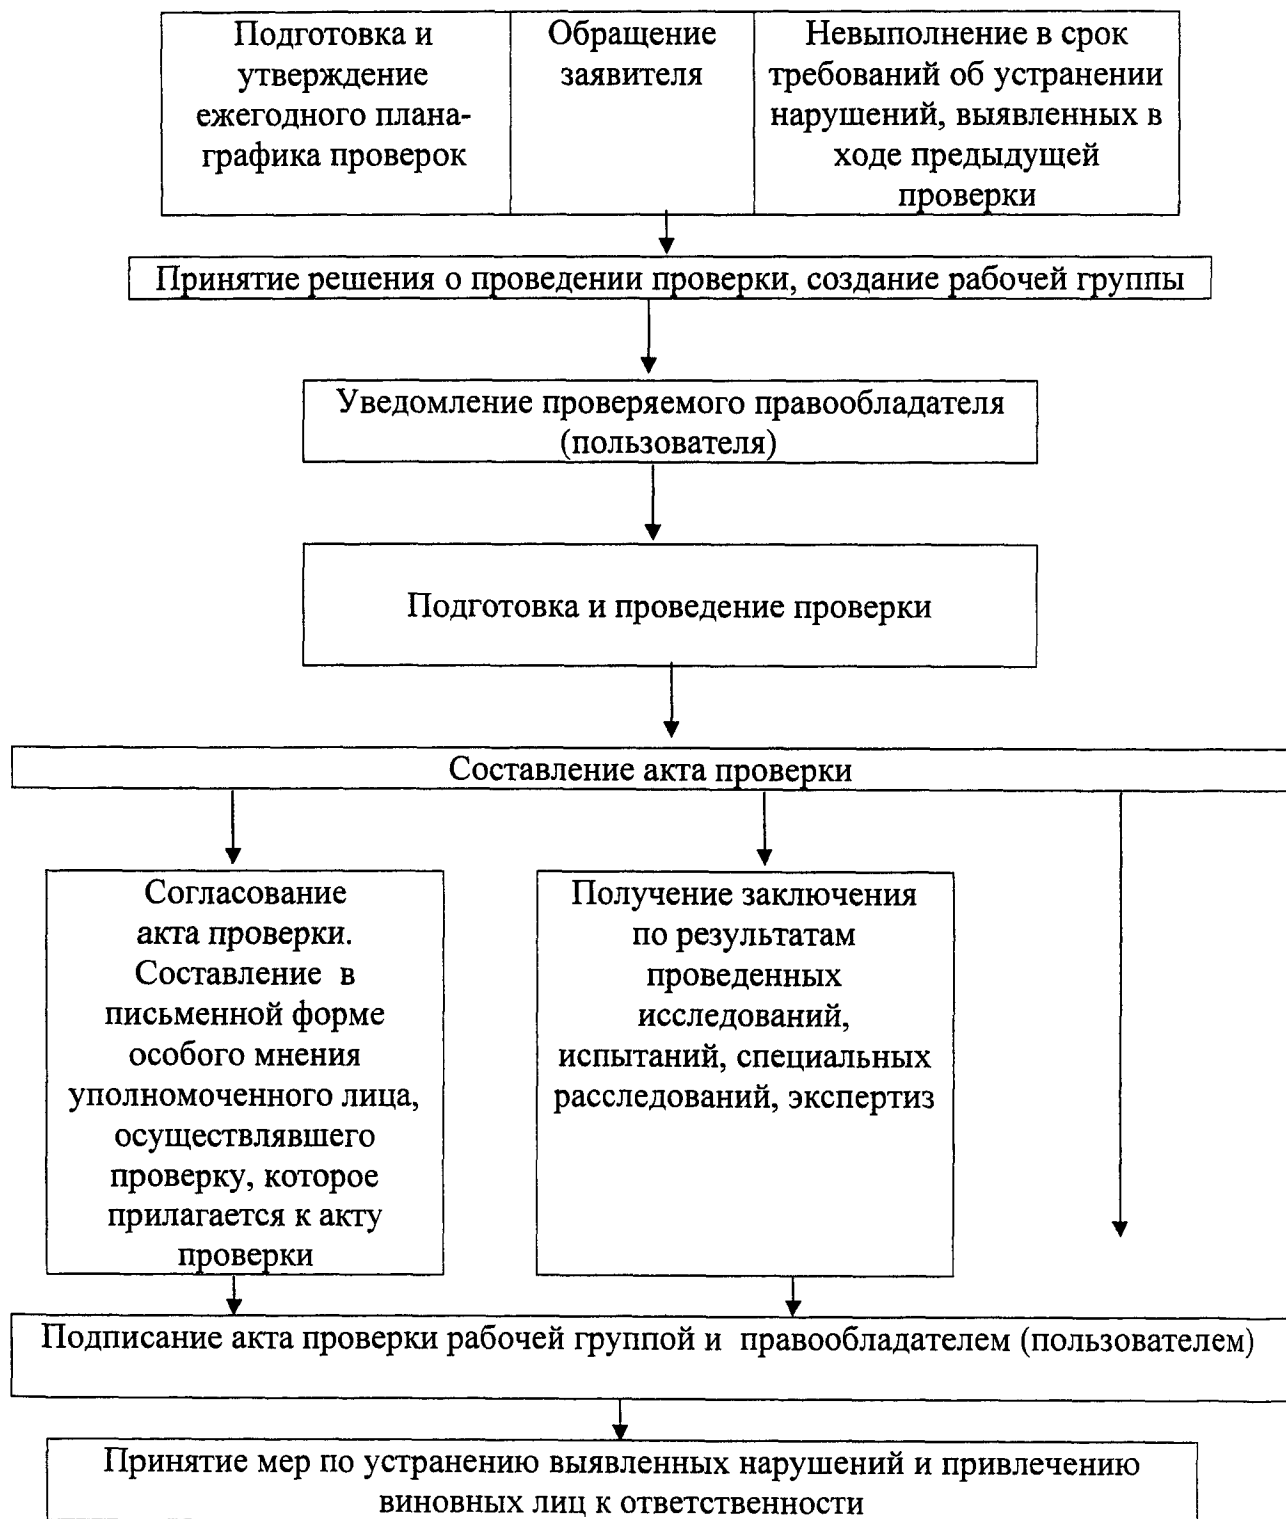 Подготовка и
утверждение
ежегодного плана-
графика проверок
Обращение
заявителя
Невыполнение в срок
требований об устранении
нарушений, выявленных в
ходе предыдущей
проверки
Принятие решения о проведении проверки, создание рабочей группы
Уведомление проверяемого правообладателя
(пользователя)
Подготовка и проведение проверки
Составление акта проверки
Согласование
акта проверки.
Составление в
письменной форме
особого мнения
уполномоченного лица,
осуществлявшего
проверку, которое
прилагается к акту
проверки
Получение заключения
по результатам
проведенных
исследований,
испытаний, специальных
расследований, экспертиз
Подписание акта проверки рабочей группой и правообладателем (пользователем)
Принятие мер по устранению выявленных нарушений и привлечению
виновных лиц к ответственности